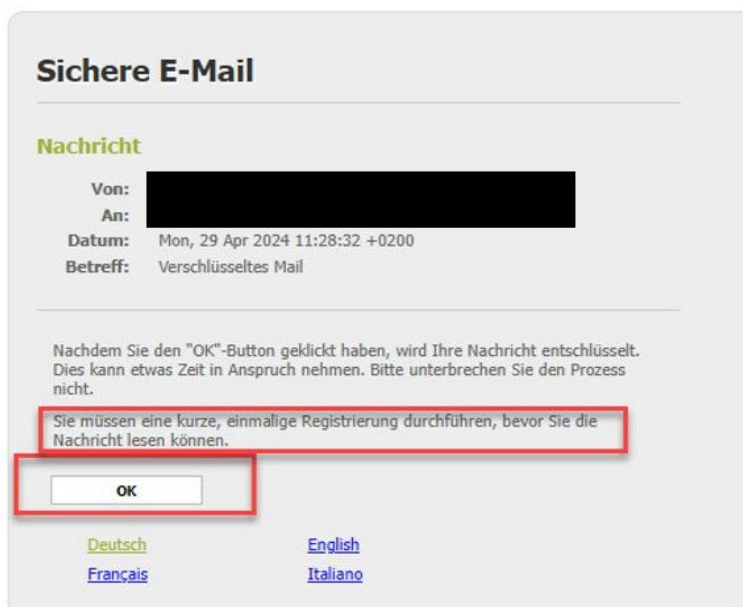 Sichere E-Mail
Nachricht
Von:
An:
Datum: Mon, 29 Apr 2024 11:28:32 +0200
Betreff: Verschlüsseltes Mail
Nachdem Sie den "OK"-Button geklickt haben, wird Ihre Nachricht entschlüsselt.
Dies kann etwas Zeit in Anspruch nehmen. Bitte unterbrechen Sie den Prozess
nicht.
Sie müssen eine kurze, einmalige Registrierung durchführen, bevor Sie die
Nachricht lesen können.
OK
Deutsch English
Français Italiano